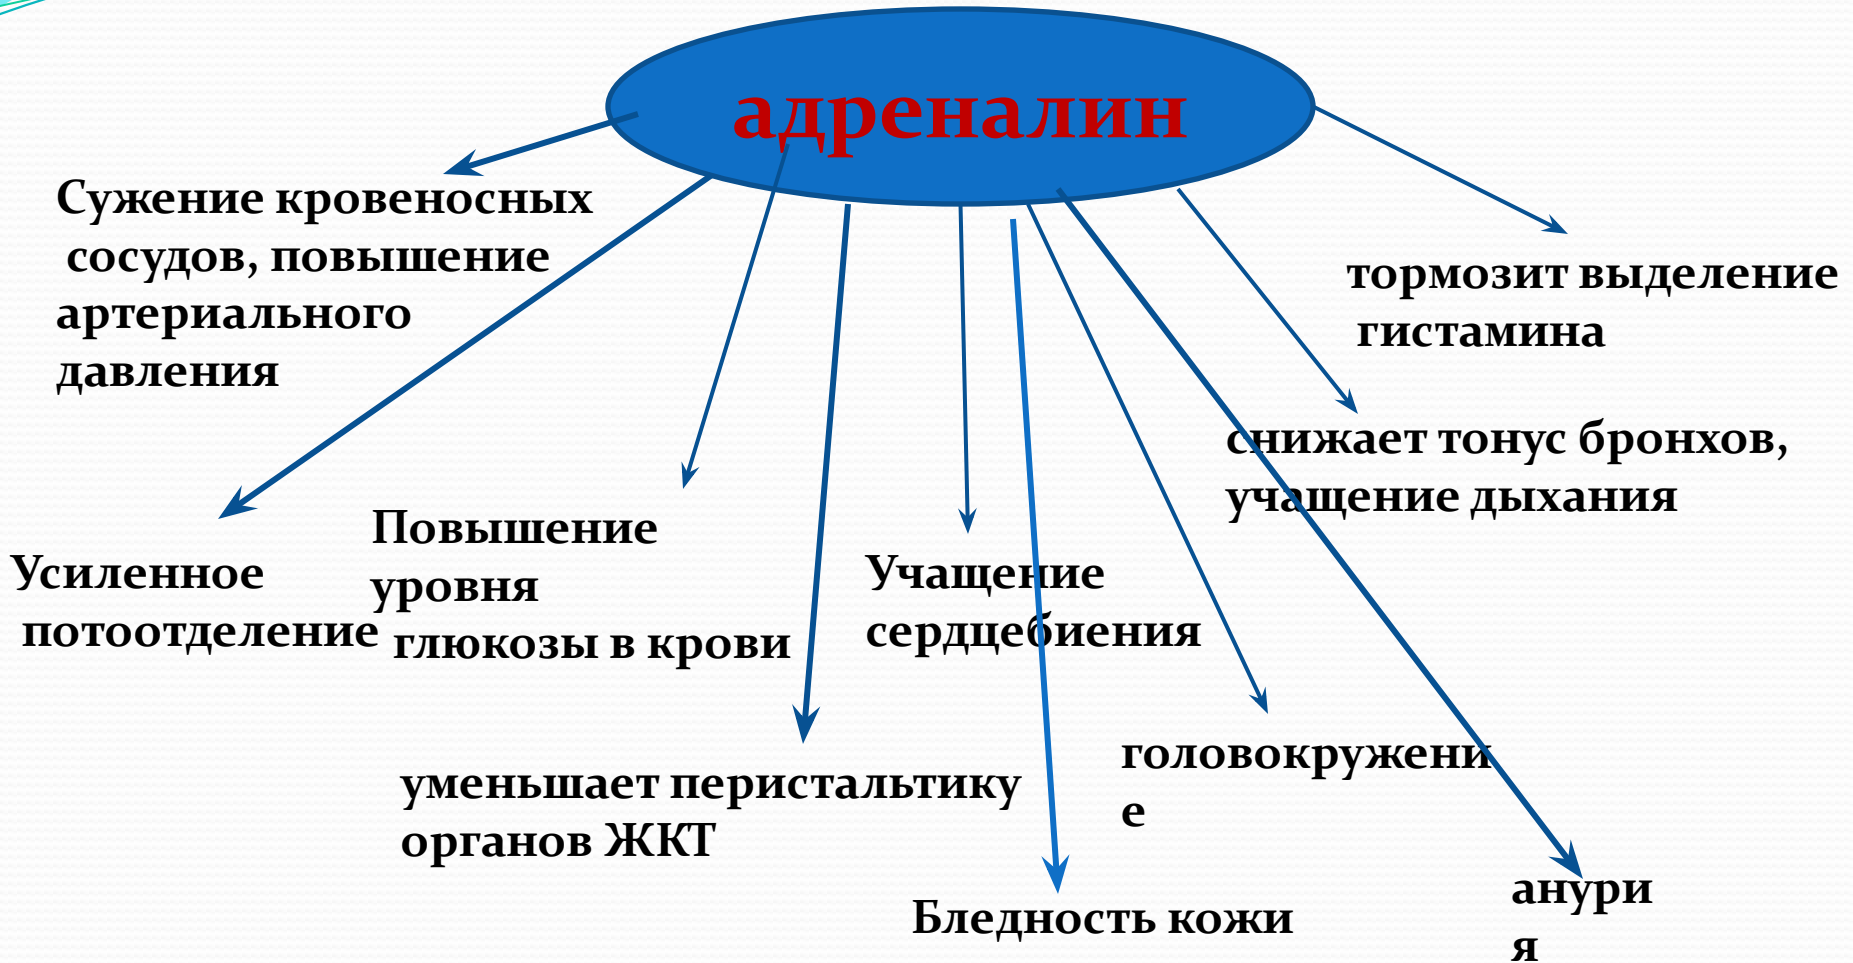 адреналин
Сужение кровеносных
сосудов, повышение
артериального
давления
тормозит выделение
гистамина
снижает тонус бронхов,
учащение дыхания
Усиленное
потоотделение
Повышение
уровня
глюкозы в крови
Учащение
сердцебиения
уменьшает перистальтику
органов ЖКТ
головокружени
е
Бледность кожи
анури
я